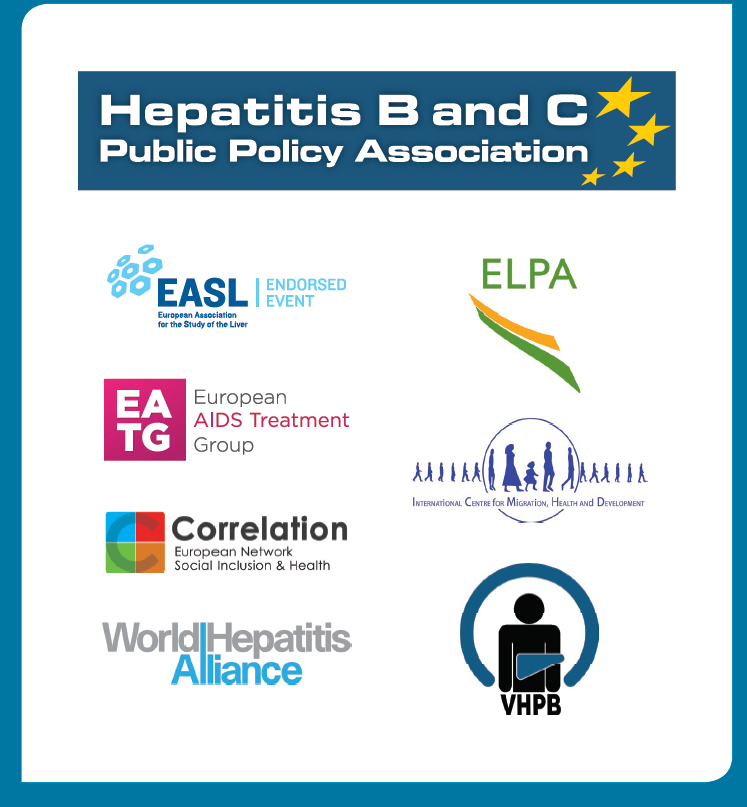 Hepatitis B and C
Public Policy Association
EASL
ENDORSED
EVENT
European Association
for the Study of the Liver
ELPA
EA
TG
European
AIDS Treatment
Group
INTERNATIONAL CENTRE FOR MIGRATION, HEALTH AND DEVELOPMENT
Correlation
European Network
Social Inclusion & Health
World Hepatitis
Alliance
VHPB